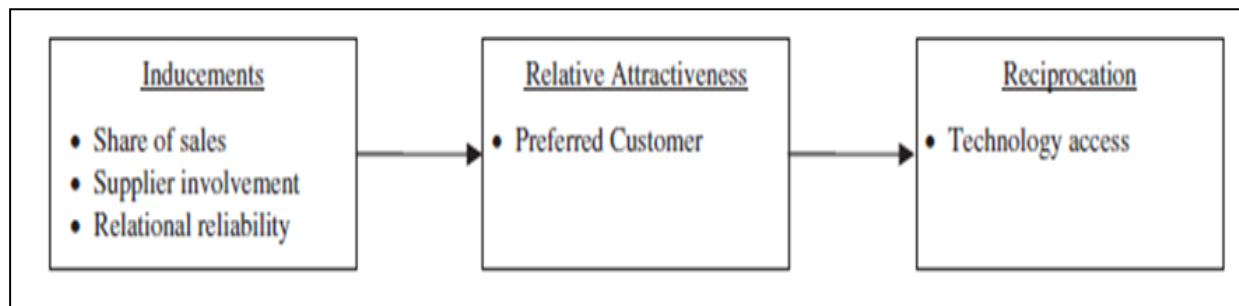 Inducements
• Share of sales
• Supplier involvement
• Relational reliability
Relative Attractiveness
• Preferred Customer
Reciprocation
• Technology access